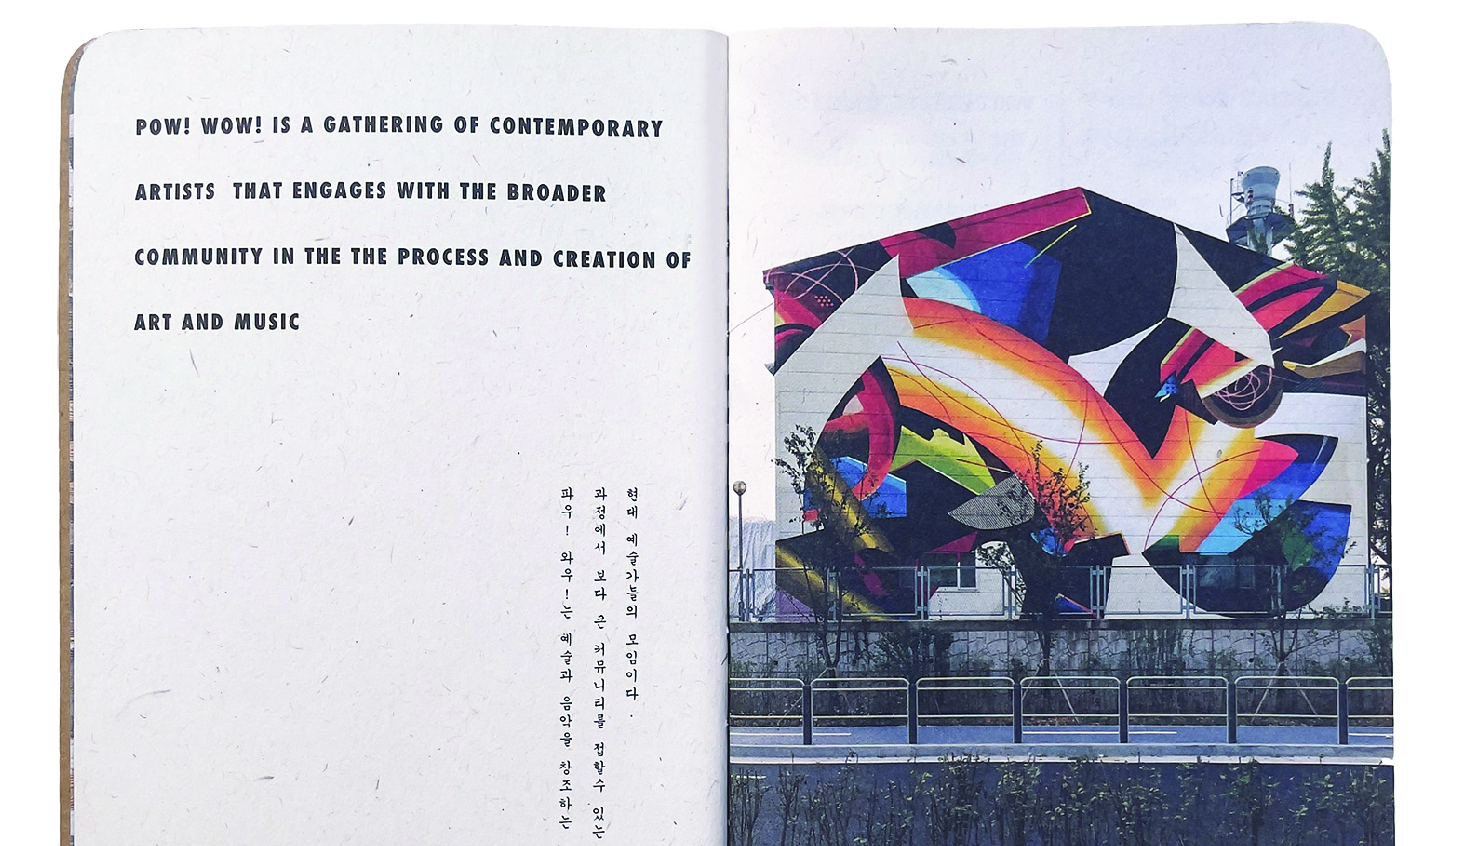 POW! WOW! IS A GATHERING OF CONTEMPORARY
ARTISTS THAT ENGAGES WITH THE BROADER
COMMUNITY IN THE THE PROCESS AND CREATION OF
ART AND MUSIC
파우! 와우!는 예술과 음악을 창조하는
과정에서 보다 큰 커뮤니티를 접할수 있는
현대 예술가들의 모임이다.